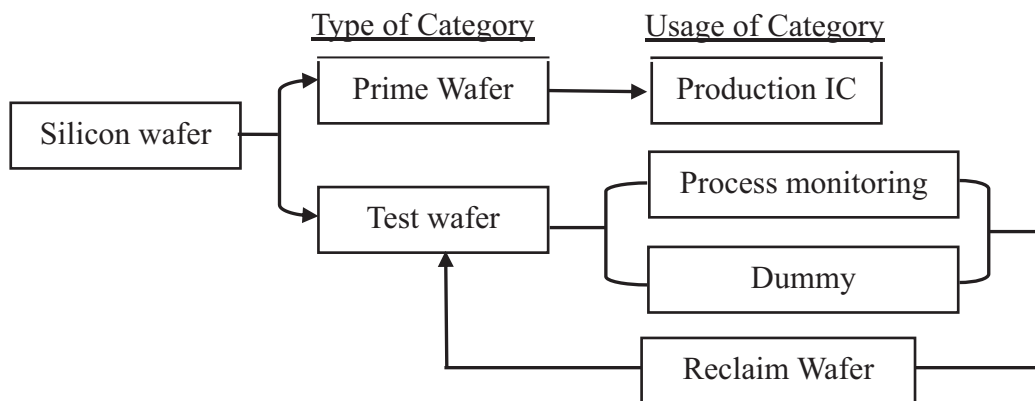 Type of Category
Usage of Category
Prime Wafer
Production IC
Silicon wafer
Process monitoring
Test wafer
Dummy
Reclaim Wafer